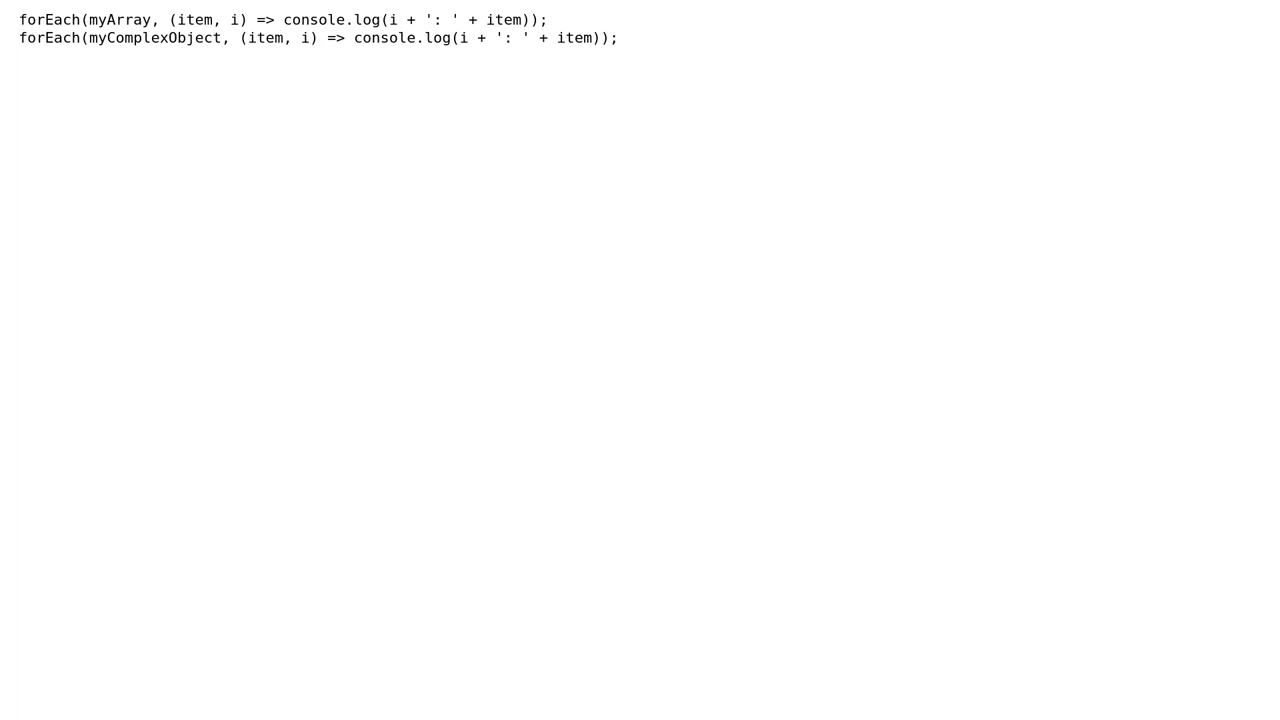 forEach(myArray, (item, i) => console.log(i + ': ' + item));
forEach(myComplexObject, (item, i) => console.log(i + ': ' + item));